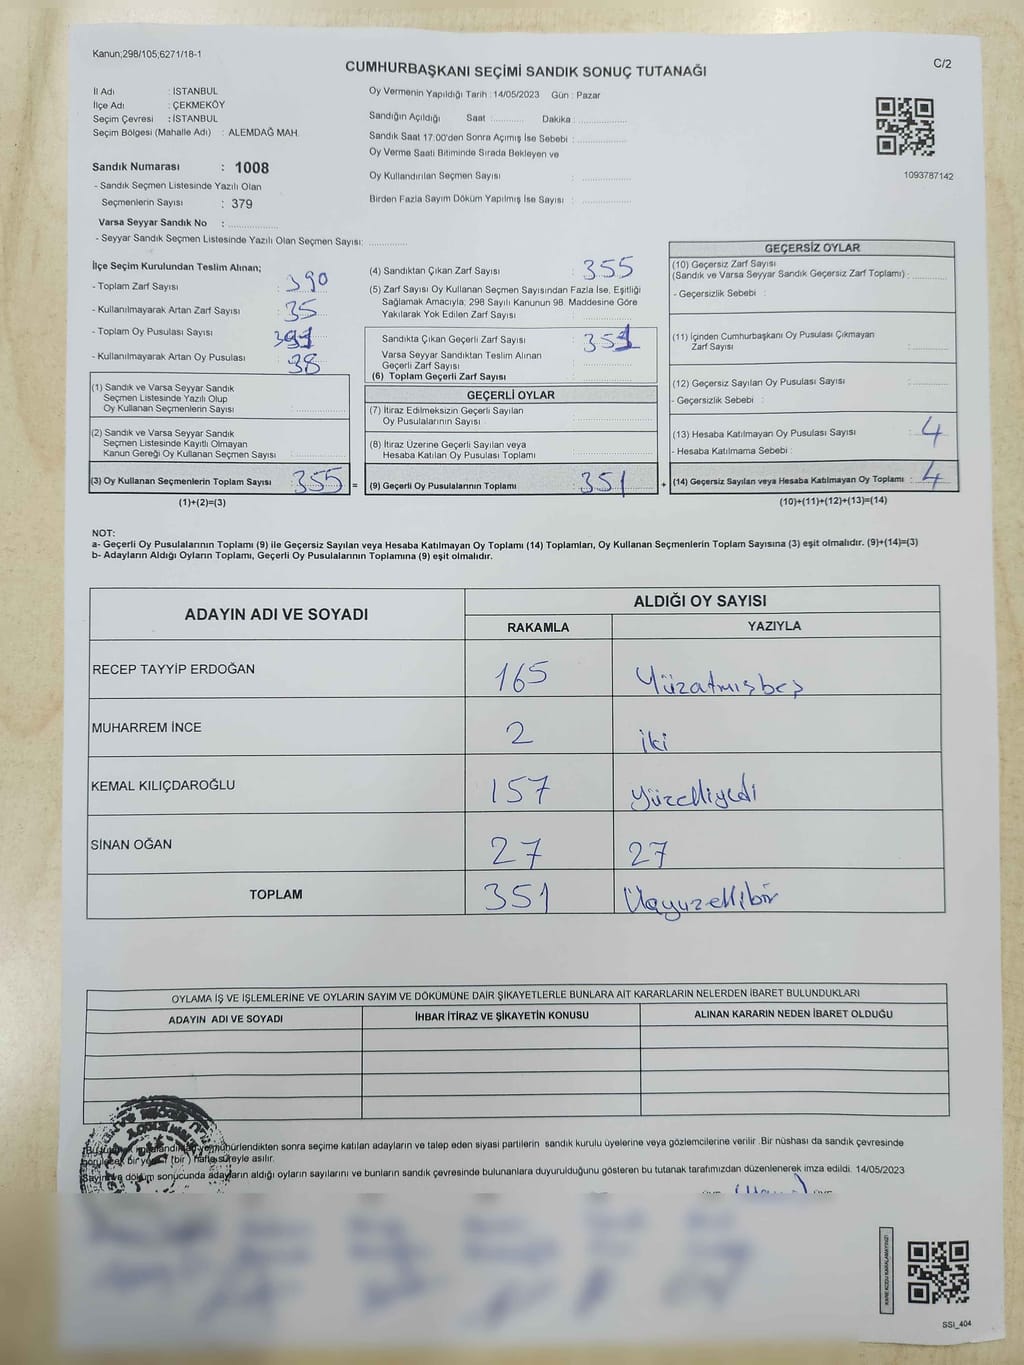 Kanun;298/105;6271/18-1
C/2
CUMHURBAŞKANI SEÇİMİ SANDIK SONUÇ TUTANAĞI
İl Adı : İSTANBUL
İlçe Adı : ÇEKMEKÖY
Seçim Çevresi : İSTANBUL
Seçim Bölgesi (Mahalle Adı) : ALEMDAĞ MAH.
Sandık Numarası : 1008
- Sandık Seçmen Listesinde Yazılı Olan
Seçmenlerin Sayısı : 379
Varsa Seyyar Sandık No :
- Seyyar Sandık Seçmen Listesinde Yazılı Olan Seçmen Sayısı:
Oy Vermenin Yapıldığı Tarih : 14/05/2023 Gün : Pazar
Sandığın Açıldığı Saat : Dakika :
Sandık Saat 17:00'den Sonra Açımış İse Sebebi :
Oy Verme Saati Bitiminde Sırada Bekleyen ve
Oy Kullandırılan Seçmen Sayısı :
Birden Fazla Sayım Döküm Yapılmış İse Sayısı :
1093787142
İlçe Seçim Kurulundan Teslim Alınan;
- Toplam Zarf Sayısı : 390
- Kullanılmayarak Artan Zarf Sayısı : 35
- Toplam Oy Pusulası Sayısı :
- Kullanılmayarak Artan Oy Pusulası : 38
(1) Sandık ve Varsa Seyyar Sandık
Seçmen Listesinde Yazılı Olup
Oy Kullanan Seçmenlerin Sayısı :
(2) Sandık ve Varsa Seyyar Sandık
Seçmen Listesinde Kayıtlı Olmayan
Kanun Gereği Oy Kullanan Seçmen Sayısı :
(3) Oy Kullanan Seçmenlerin Toplam Sayısı : 355 =
(1)+(2)=(3)
(4) Sandıktan Çıkan Zarf Sayısı : 355
(5) Zarf Sayısı Oy Kullanan Seçmen Sayısından Fazla İse, Eşitliği
Sağlamak Amacıyla; 298 Sayılı Kanunun 98. Maddesine Göre
Yakılarak Yok Edilen Zarf Sayısı :
Sandıkta Çıkan Geçerli Zarf Sayısı : 351
Varsa Seyyar Sandıktan Teslim Alınan
Geçerli Zarf Sayısı :
(6) Toplam Geçerli Zarf Sayısı :
GEÇERLİ OYLAR
(7) İtiraz Edilmeksizin Geçerli Sayılan
Oy Pusulalarının Sayısı :
(8) İtiraz Üzerine Geçerli Sayılan veya
Hesaba Katılan Oy Pusulası Toplamı :
(9) Geçerli Oy Pusulalarının Toplamı : 351 +
GEÇERSİZ OYLAR
(10) Geçersiz Zarf Sayısı
(Sandık ve Varsa Seyyar Sandık Geçersiz Zarf Toplamı) :
- Geçersizlik Sebebi :
(11) İçinden Cumhurbaşkanı Oy Pusulası Çıkmayan
Zarf Sayısı :
(12) Geçersiz Sayılan Oy Pusulası Sayısı :
- Geçersizlik Sebebi :
(13) Hesaba Katılmayan Oy Pusulası Sayısı : 4
- Hesaba Katılmama Sebebi :
(14) Geçersiz Sayılan veya Hesaba Katılmayan Oy Toplamı : 4
(10)+(11)+(12)+(13)=(14)
NOT:
a- Geçerli Oy Pusulalarının Toplamı (9) ile Geçersiz Sayılan veya Hesaba Katılmayan Oy Toplamı (14) Toplamları, Oy Kullanan Seçmenlerin Toplam Sayısına (3) eşit olmalıdır. (9)+(14)=(3)
b- Adayların Aldığı Oyların Toplamı, Geçerli Oy Pusulalarının Toplamına (9) eşit olmalıdır.
ADAYIN ADI VE SOYADI
ALDIĞI OY SAYISI
RAKAMLA YAZIYLA
RECEP TAYYİP ERDOĞAN 165 Yüzatmışbeş
MUHARREM İNCE 2 iki
KEMAL KILIÇDAROĞLU 157 yüzelliyedi
SİNAN OĞAN 27 27
TOPLAM 351 Üçyüzellibir
OYLAMA İŞ VE İŞLEMLERİNE VE OYLARIN SAYIM VE DÖKÜMÜNE DAİR ŞİKAYETLERLE BUNLARA AİT KARARLARIN NELERDEN İBARET BULUNDUKLARI
ADAYIN ADI VE SOYADI İHBAR İTİRAZ VE ŞİKAYETİN KONUSU ALINAN KARARIN NEDEN İBARET OLDUĞU
sonra seçime katılan adayların ve talep eden siyasi partilerin sandık kurulu üyelerine veya gözlemcilerine verilir .Bir nüshası da sandık çevresinde
(bir) hafta süreyle asılır.
Sayım ve döküm sonucunda adayların aldığı oyların sayılarını ve bunların sandık çevresinde bulunanlara duyurulduğunu gösteren bu tutanak tarafımızdan düzenlenerek imza edildi. 14/05/2023
SSI_404